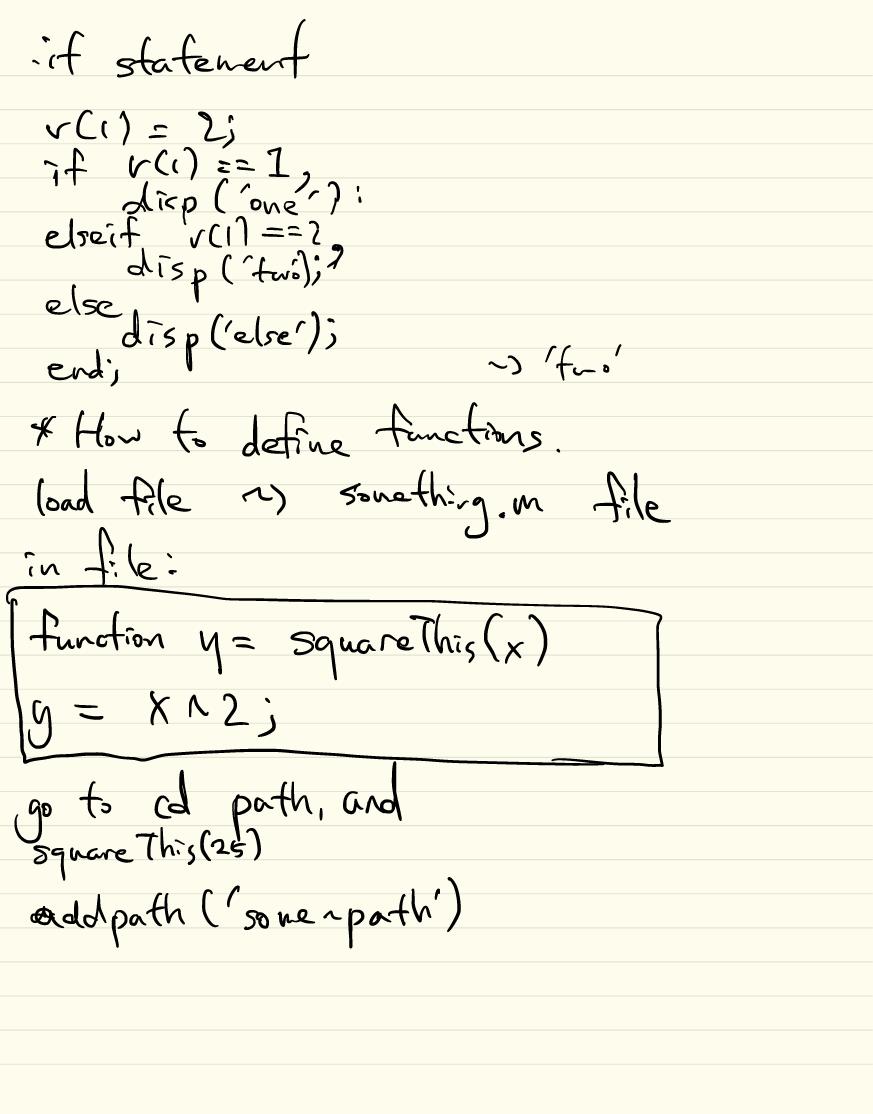 if statement
v(1) = 2;
if v(1) == 1,
disp('one');
elseif v(1) == 2,
disp('two');
else
disp('else');
end;
~> 'two'
* How to define functions.
load file ~> something.m file
in file:
function y = squareThis(x)
y = x ^ 2;
go to cd path, and
squareThis(25)
addpath('some~path')